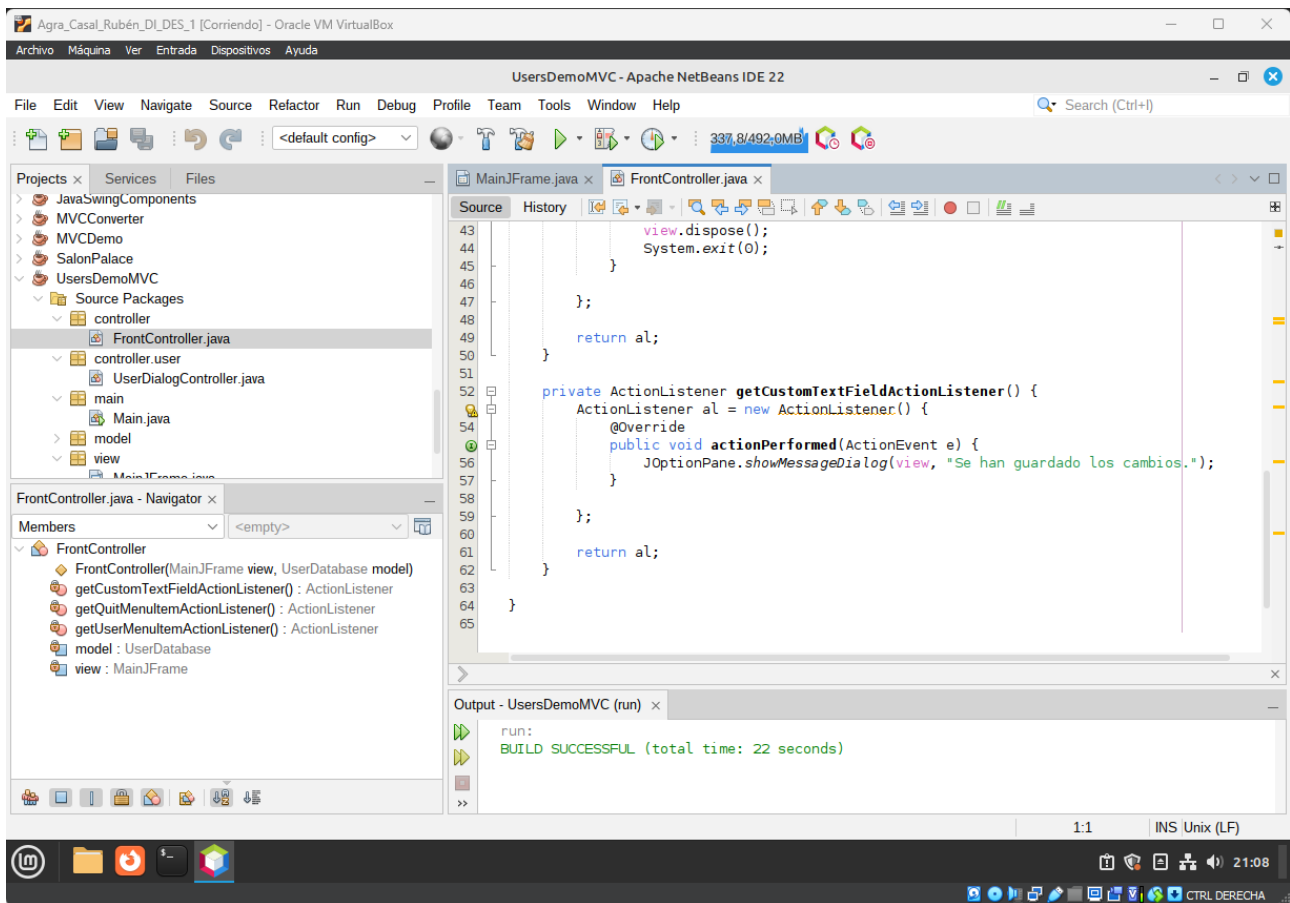 Agra_Casal_Rubén_DI_DES_1 [Corriendo] - Oracle VM VirtualBox
Archivo Máquina Ver Entrada Dispositivos Ayuda
UsersDemoMVC - Apache NetBeans IDE 22
File Edit View Navigate Source Refactor Run Debug Profile Team Tools Window Help
Search (Ctrl+I)
<default config>
337,8/492,0MB
Projects Services Files
JavaSwingComponents
MVCConverter
MVCDemo
SalonPalace
UsersDemoMVC
Source Packages
controller
FrontController.java
controller.user
UserDialogController.java
main
Main.java
model
view
MainJFrame.java
FrontController.java - Navigator
Members <empty>
FrontController
FrontController(MainJFrame view, UserDatabase model)
getCustomTextFieldActionListener() : ActionListener
getQuitMenuItemActionListener() : ActionListener
getUserMenuItemActionListener() : ActionListener
model : UserDatabase
view : MainJFrame
MainJFrame.java FrontController.java
Source History
43 view.dispose();
44 System.exit(0);
45 }
46
47 };
48
49 return al;
50 }
51
52 private ActionListener getCustomTextFieldActionListener() {
ActionListener al = new ActionListener() {
54 @Override
public void actionPerformed(ActionEvent e) {
56 JOptionPane.showMessageDialog(view, "Se han guardado los cambios.");
57 }
58
59 };
60
61 return al;
62 }
63
64 }
65
Output - UsersDemoMVC (run)
run:
BUILD SUCCESSFUL (total time: 22 seconds)
1:1 INS Unix (LF)
21:08
CTRL DERECHA